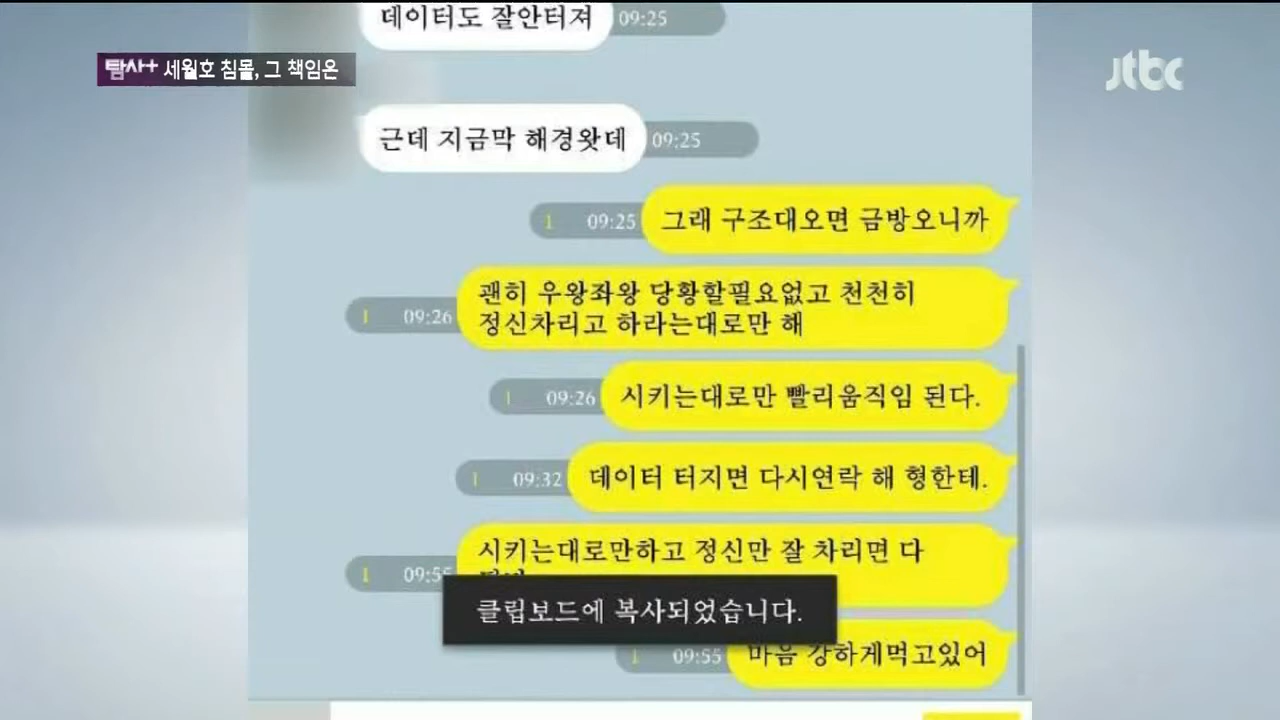 데이터도 잘안터져
09:25
탐사+ 세월호 침몰, 그 책임은
jtbc
근데 지금막 해경왓데
09:25
1 09:25
그래 구조대오면 금방오니까
괜히 우왕좌왕 당황할필요없고 천천히
정신차리고 하라는대로만 해
1 09:26
1 09:26
시키는대로만 빨리움직임 된다.
1 09:32
데이터 터지면 다시연락 해 형한테.
시키는대로만하고 정신만 잘 차리면 다
1 09:55
클립보드에 복사되었습니다.
1 09:55
마음 강하게먹고있어